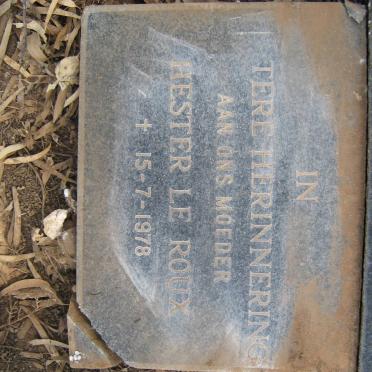 IN
TERE HERINNERING
AAN ONS MOEDER
HESTER LE ROUX
+ 15-7-1978